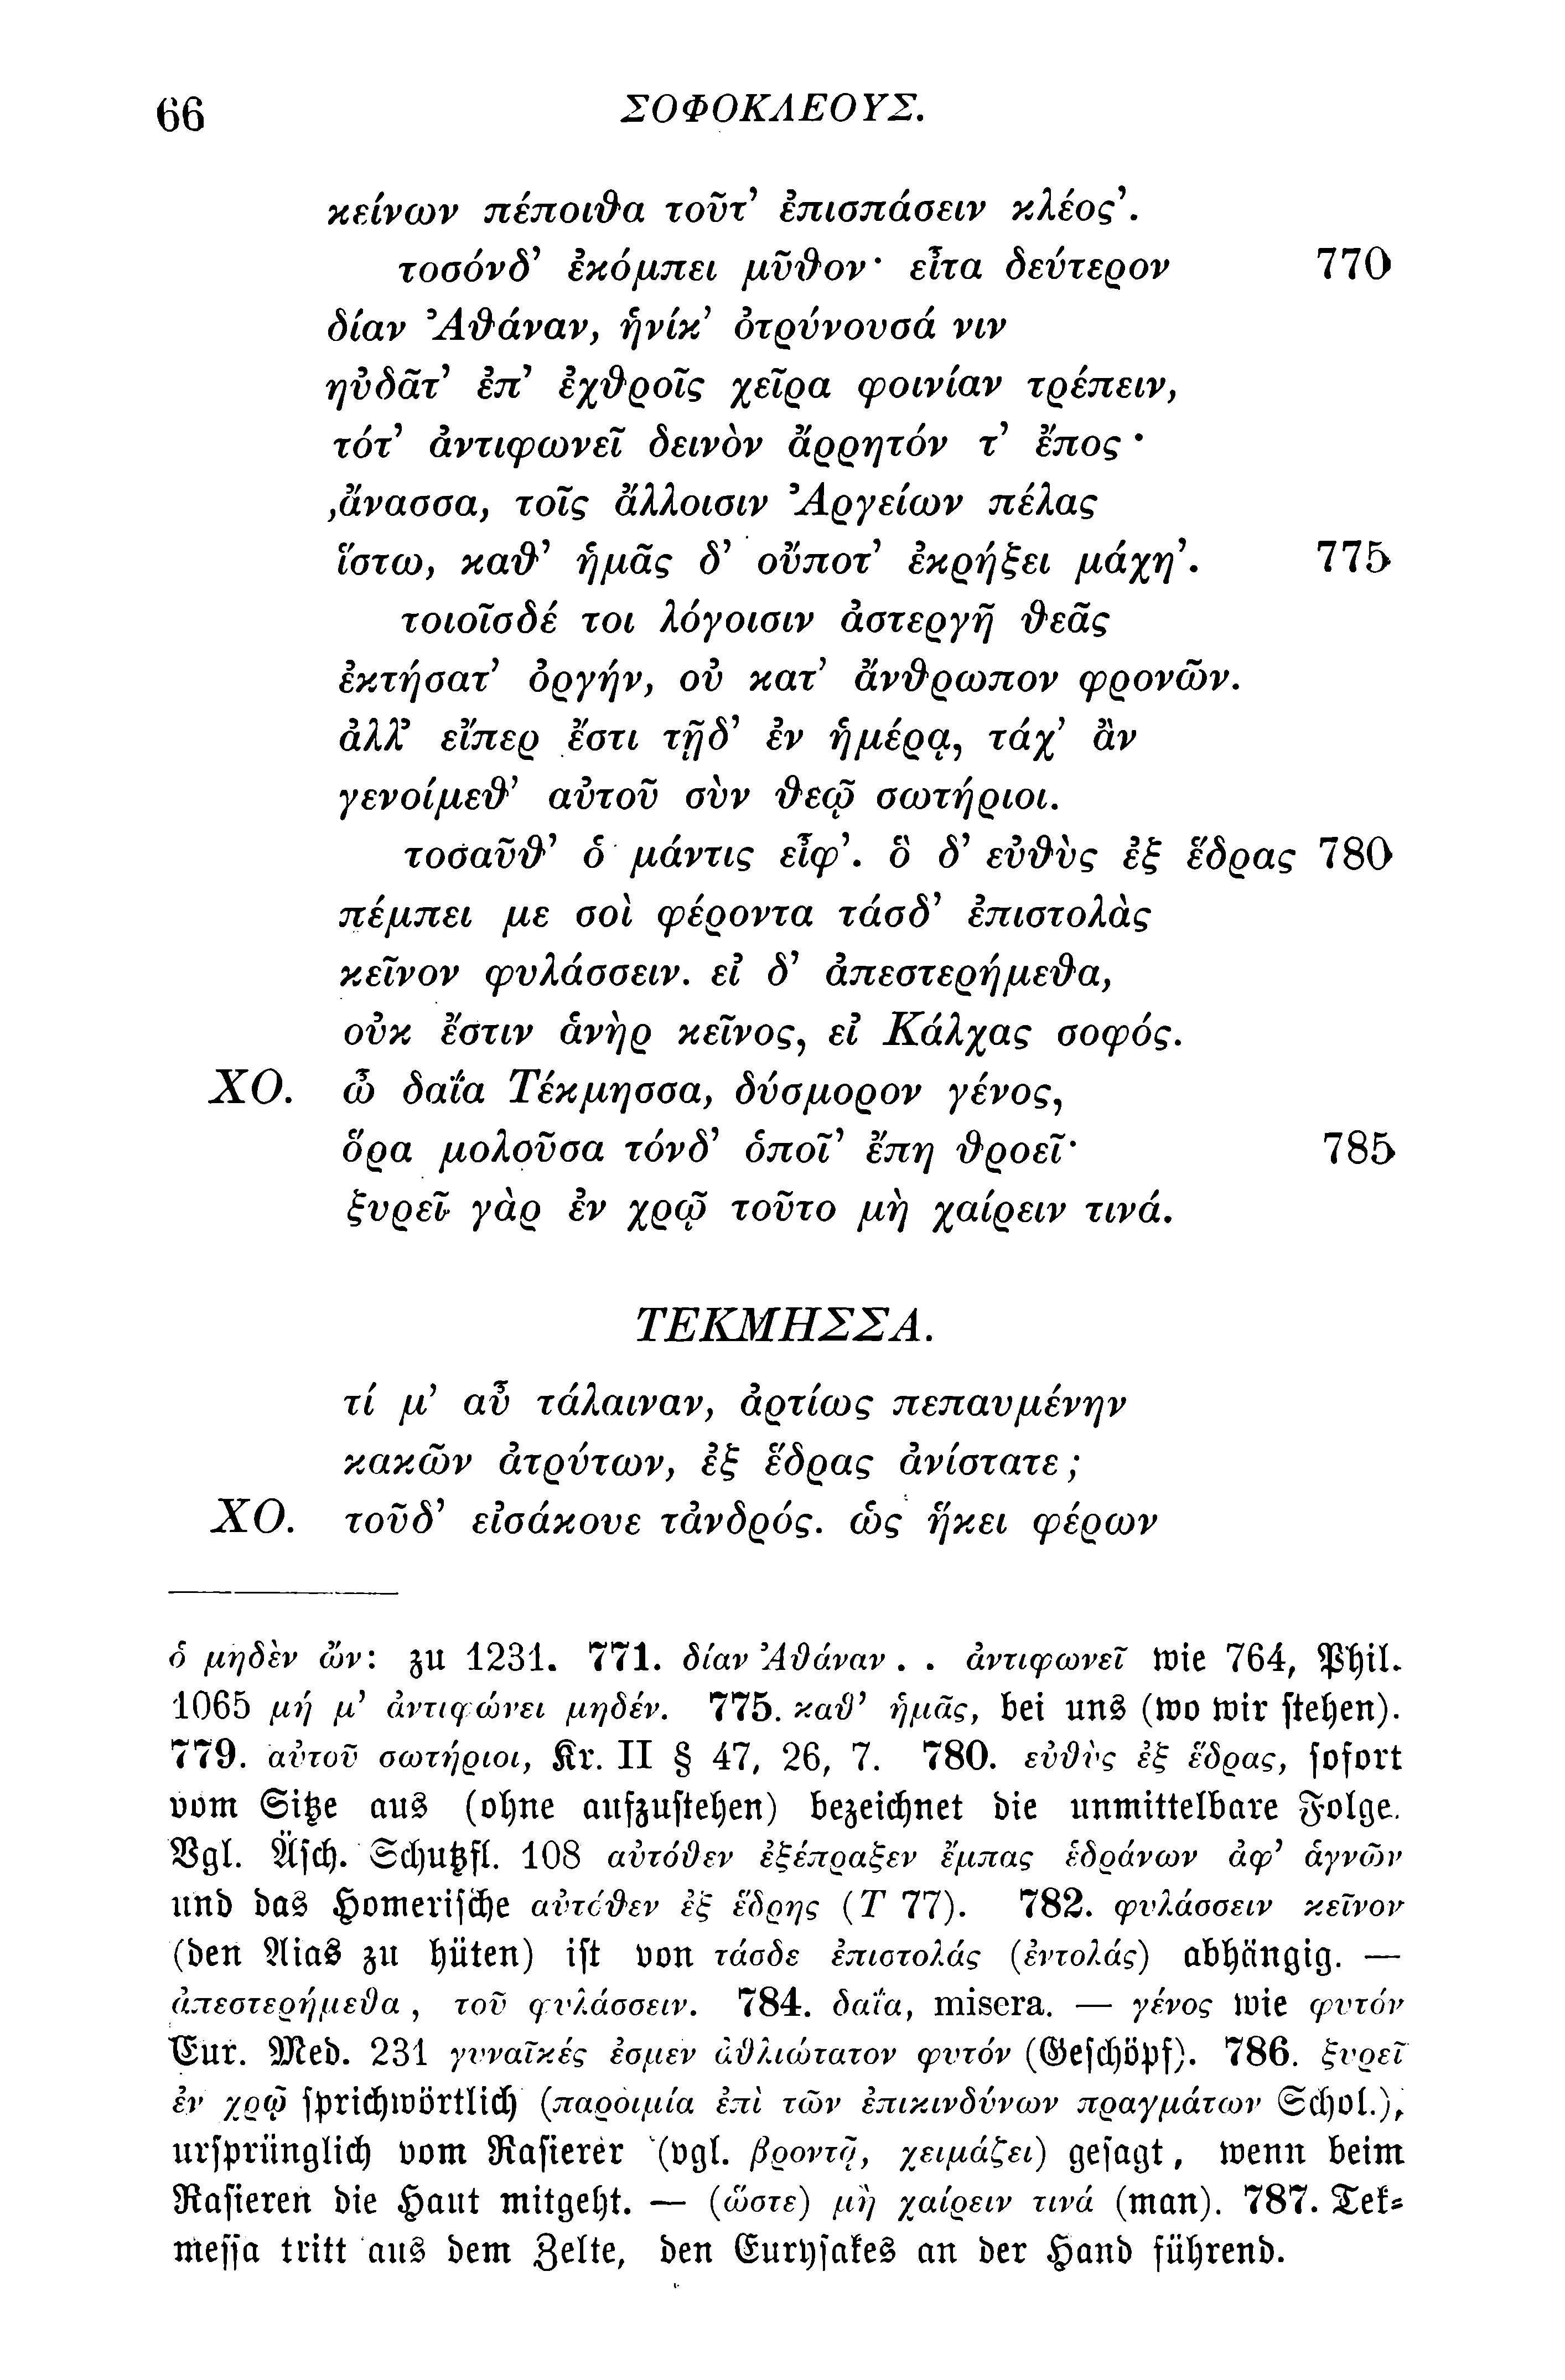 66 ΣΟΦΟΚΛΕΟΥΣ.
κείνων πέποιθα τοῦτ’ ἐπισπάσειν κλέος’.
τοσόνδ’ ἐκόμπει μῦθον· εἶτα δεύτερον 770
δίαν Ἀθάναν, ἡνίκ’ ὀτρύνουσά νιν
ηὐδᾶτ’ ἐπ’ ἐχθροῖς χεῖρα φοινίαν τρέπειν,
τότ’ ἀντιφωνεῖ δεινὸν ἄρρητόν τ’ ἔπος·
‚ἄνασσα, τοῖς ἄλλοισιν Ἀργείων πέλας
ἵστω, καθ’ ἡμᾶς δ’ οὔποτ’ ἐκρήξει μάχη’. 775
τοιοῖσδέ τοι λόγοισιν ἀστεργῆ θεᾶς
ἐκτήσατ’ ὀργήν, οὐ κατ’ ἄνθρωπον φρονῶν.
ἀλλ’ εἴπερ ἔστι τῇδ’ ἐν ἡμέρᾳ, τάχ’ ἂν
γενοίμεθ’ αὐτοῦ σὺν θεῷ σωτήριοι.
τοσαῦθ’ ὁ μάντις εἶφ’. ὃ δ’ εὐθὺς ἐξ ἕδρας 780
πέμπει με σοὶ φέροντα τάσδ’ ἐπιστολὰς
κεῖνον φυλάσσειν. εἰ δ’ ἀπεστερήμεθα,
οὐκ ἔστιν ἁνὴρ κεῖνος, εἰ Κάλχας σοφός.
ΧΟ. ὦ δαΐα Τέκμησσα, δύσμορον γένος,
ὅρα μολοῦσα τόνδ’ ὁποῖ’ ἔπη θροεῖ· 785
ξυρεῖ γὰρ ἐν χρῷ τοῦτο μὴ χαίρειν τινά.
ΤΕΚΜΗΣΣΑ.
τί μ’ αὖ τάλαιναν, ἀρτίως πεπαυμένην
κακῶν ἀτρύτων, ἐξ ἕδρας ἀνίστατε;
ΧΟ. τοῦδ’ εἰσάκουε τἀνδρός. ὡς ἥκει φέρων
ὁ μηδὲν ὤν: zu 1231. 771. δίαν Ἀθάναν . . ἀντιφωνεῖ wie 764, Phil.
1065 μή μ’ ἀντιφώνει μηδέν. 775. καθ’ ἡμᾶς, bei uns (wo wir stehen).
779. αὐτοῦ σωτήριοι, Kr. II § 47, 26, 7. 780. εὐθὺς ἐξ ἕδρας, sofort
vom Sitze aus (ohne aufzustehen) bezeichnet die unmittelbare Folge.
Vgl. Äsch. Schutzfl. 108 αὐτόθεν ἐξέπραξεν ἔμπας ἑδράνων ἀφ’ ἁγνῶν
und das Homerische αὐτόθεν ἐξ ἕδρης (Τ 77). 782. φυλάσσειν κεῖνον
(den Aias zu hüten) ist von τάσδε ἐπιστολάς (ἐντολάς) abhängig. —
ἀπεστερήμεθα, τοῦ φυλάσσειν. 784. δαΐα, misera. — γένος wie φυτόν
Eur. Med. 231 γυναῖκές ἐσμεν ἀθλιώτατον φυτόν (Geschöpf). 786. ξυρεῖ
ἐν χρῷ sprichwörtlich (παροιμία ἐπὶ τῶν ἐπικινδύνων πραγμάτων Schol.),
ursprünglich vom Rasierer (vgl. βροντᾷ, χειμάζει) gesagt, wenn beim
Rasieren die Haut mitgeht. — (ὥστε) μὴ χαίρειν τινά (man). 787. Tek-
messa tritt aus dem Zelte, den Eurysakes an der Hand führend.